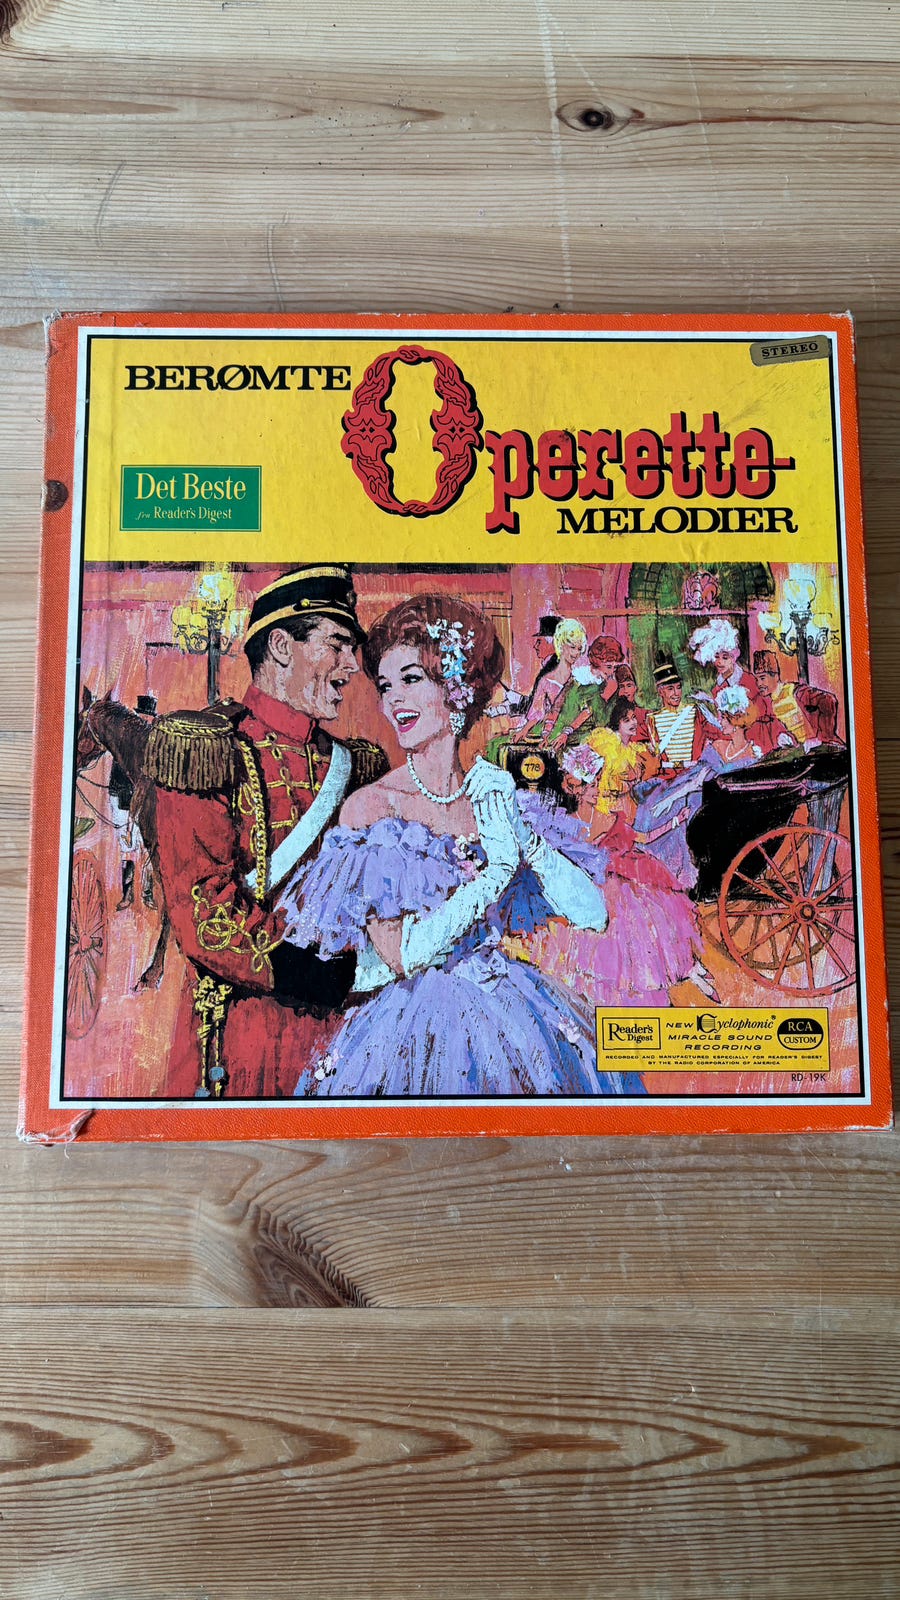 STEREO
BERØMTE
Operette-
MELODIER
Det Beste
fra Reader's Digest
778
Reader's
Digest
NEW Cyclophonic®
MIRACLE SOUND
RECORDING
RCA
CUSTOM
RECORDED AND MANUFACTURED ESPECIALLY FOR READER'S DIGEST
BY THE RADIO CORPORATION OF AMERICA
RD-19K